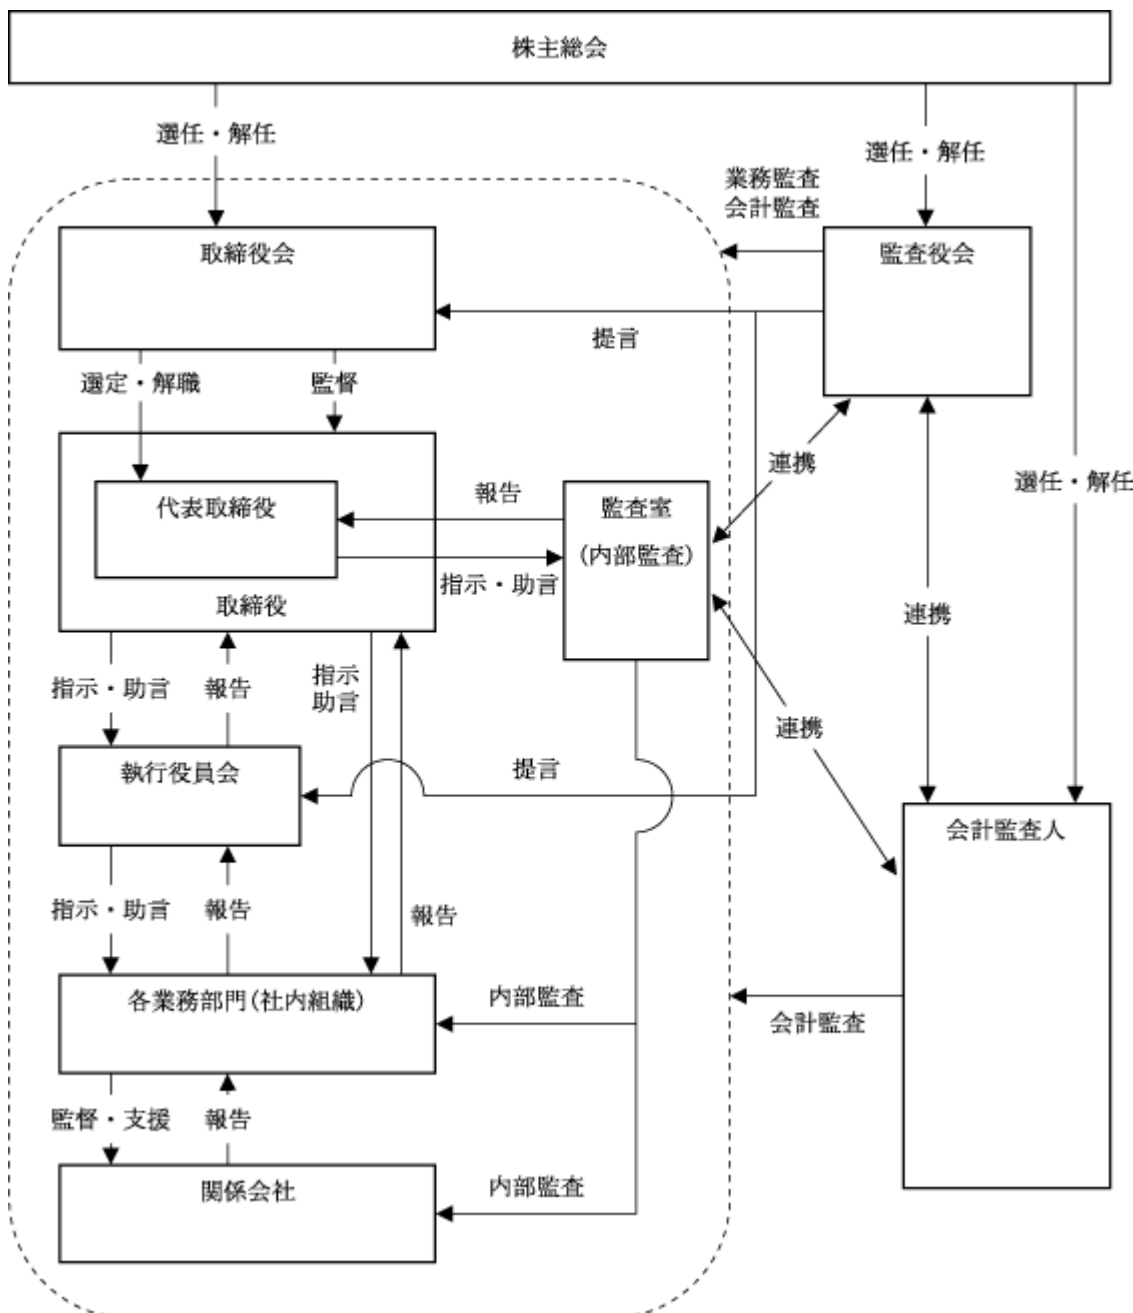 株主総会
選任・解任
選任・解任
業務監査
会計監査
取締役会
監査役会
提言
選定・解職
監督
連携
選任・解任
代表取締役
報告
監査室
(内部監査)
指示・助言
取締役
連携
指示・助言
報告
指示
助言
連携
執行役員会
提言
会計監査人
指示・助言
報告
報告
各業務部門(社内組織)
内部監査
会計監査
監督・支援
報告
関係会社
内部監査